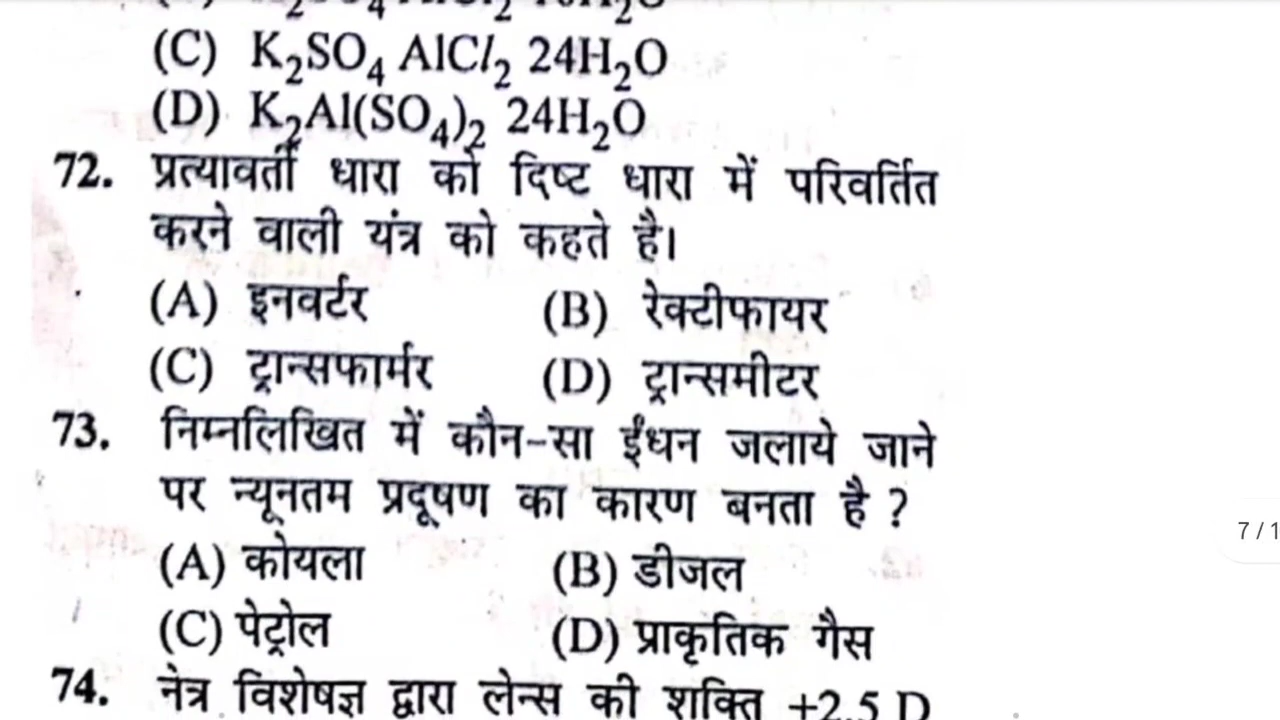 (C) K₂SO₄ AlCl₂ 24H₂O
(D) K₂Al(SO₄)₂ 24H₂O
72. प्रत्यावर्ती धारा को दिष्ट धारा में परिवर्तित
करने वाली यंत्र को कहते है।
(A) इनवर्टर (B) रेक्टीफायर
(C) ट्रान्सफार्मर (D) ट्रान्समीटर
73. निम्नलिखित में कौन-सा ईंधन जलाये जाने
पर न्यूनतम प्रदूषण का कारण बनता है ?
7 / 1
(A) कोयला (B) डीजल
(C) पेट्रोल (D) प्राकृतिक गैस
74. नेत्र विशेषज्ञ द्वारा लेन्स की शक्ति +2.5 D